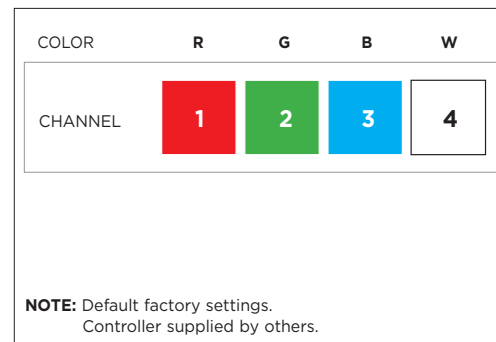 COLOR R G B W
CHANNEL 1 2 3 4
NOTE: Default factory settings.
Controller supplied by others.